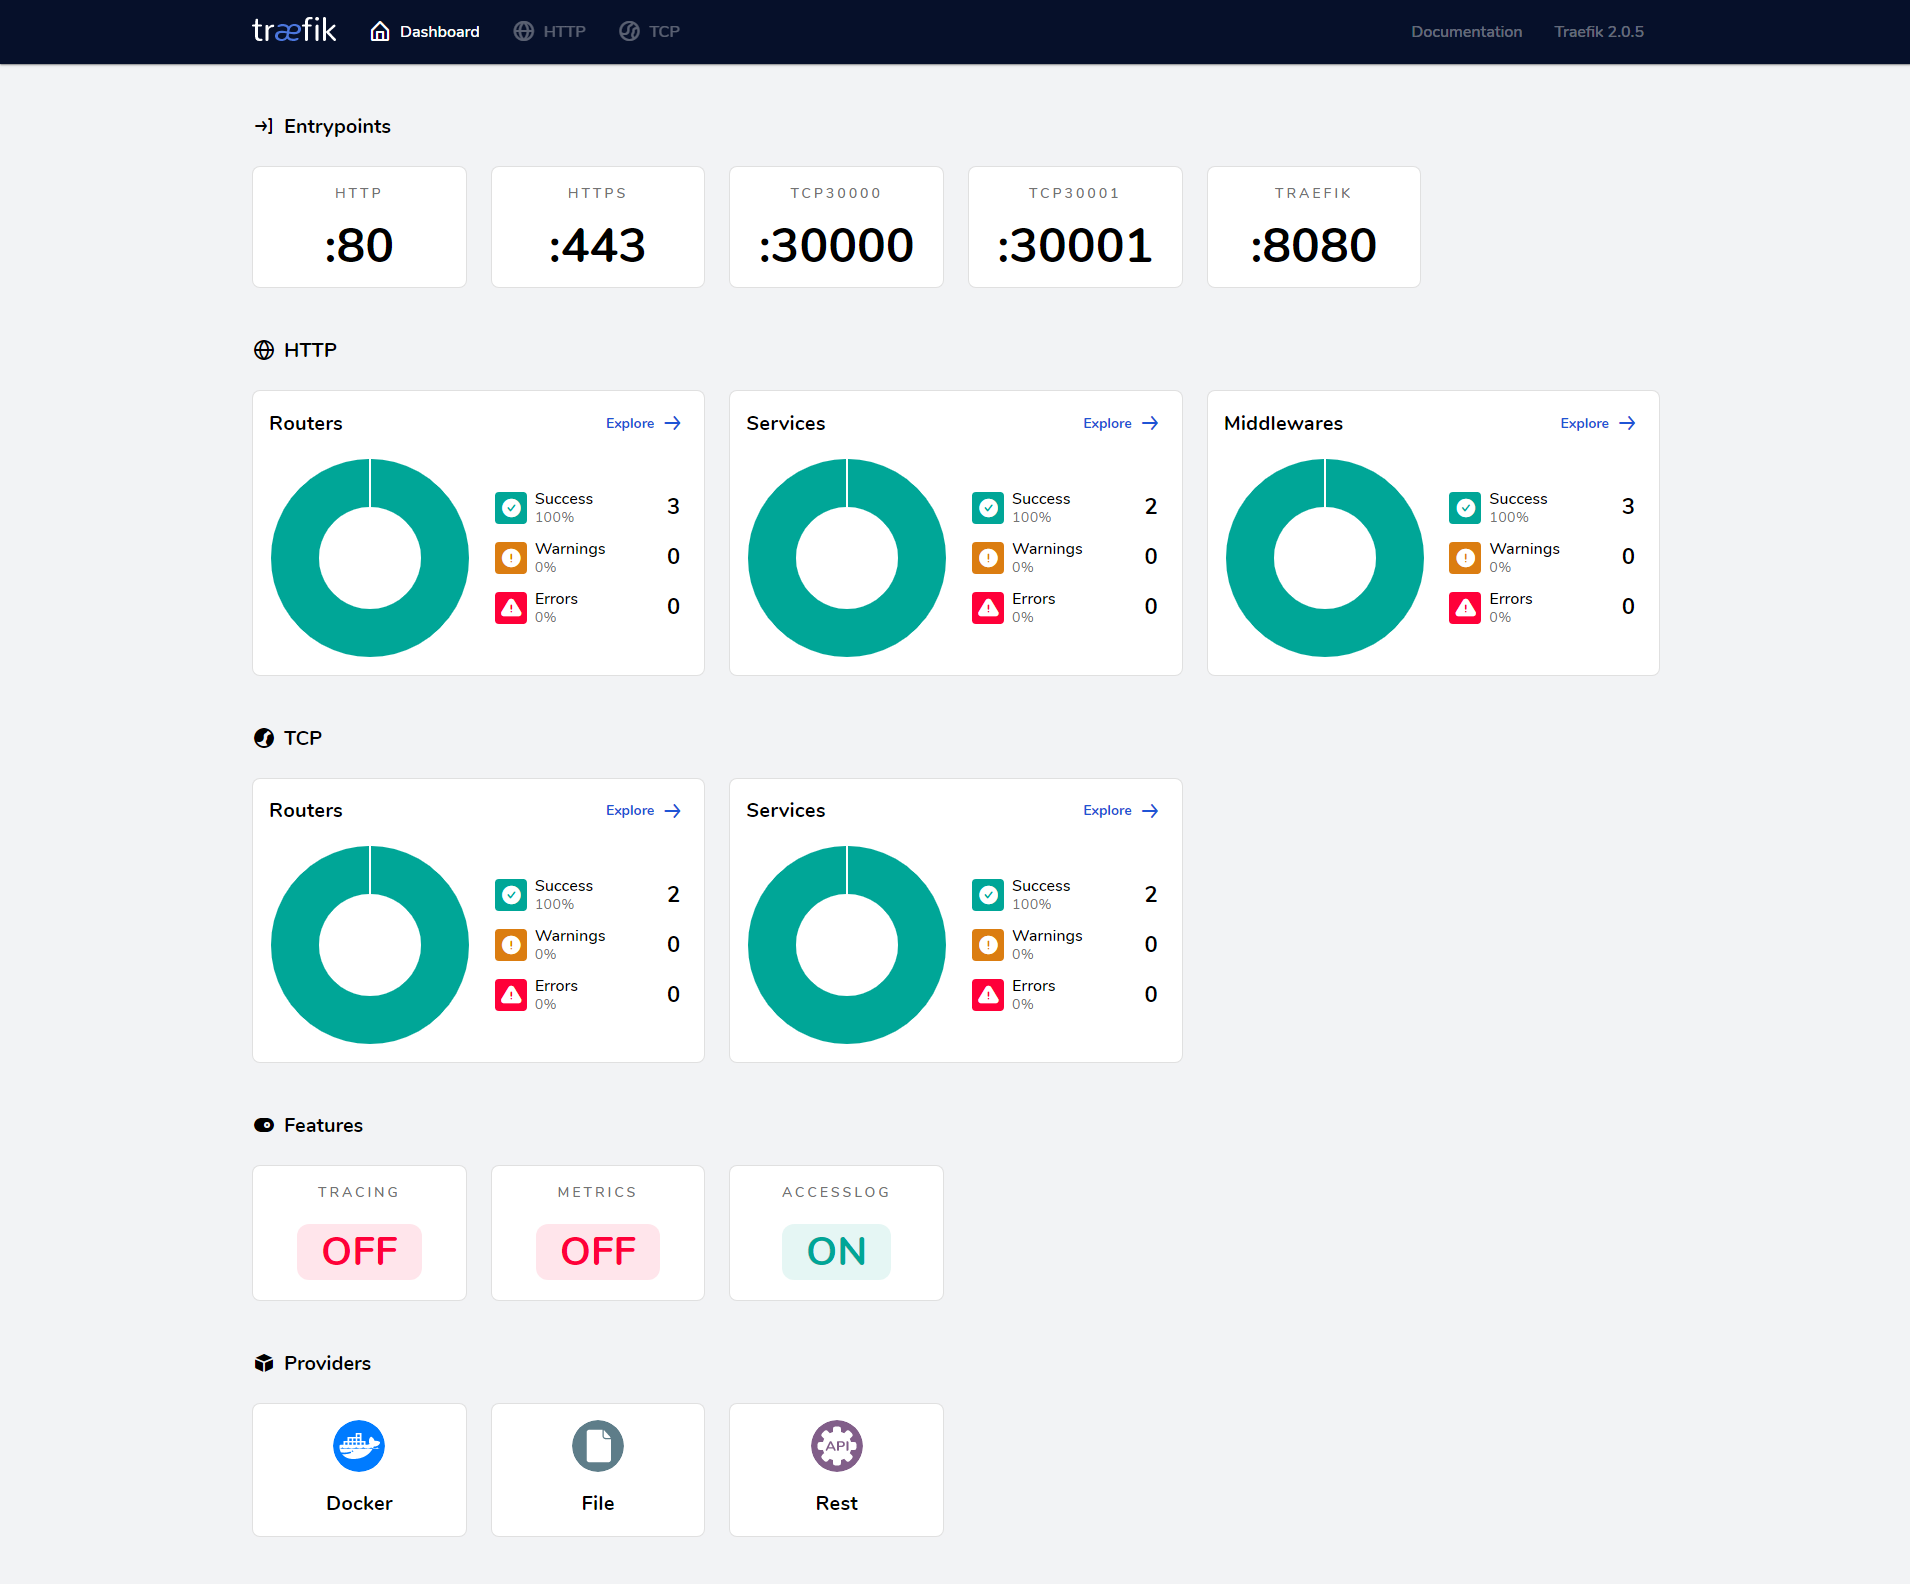 træfik Dashboard HTTP TCP Documentation Traefik 2.0.5
Entrypoints
HTTP HTTPS TCP30000 TCP30001 TRAEFIK
:80 :443 :30000 :30001 :8080
HTTP
Routers Explore
Success 3
100%
Warnings 0
0%
Errors 0
0%
Services Explore
Success 2
100%
Warnings 0
0%
Errors 0
0%
Middlewares Explore
Success 3
100%
Warnings 0
0%
Errors 0
0%
TCP
Routers Explore
Success 2
100%
Warnings 0
0%
Errors 0
0%
Services Explore
Success 2
100%
Warnings 0
0%
Errors 0
0%
Features
TRACING METRICS ACCESSLOG
OFF OFF ON
Providers
API
Docker File Rest